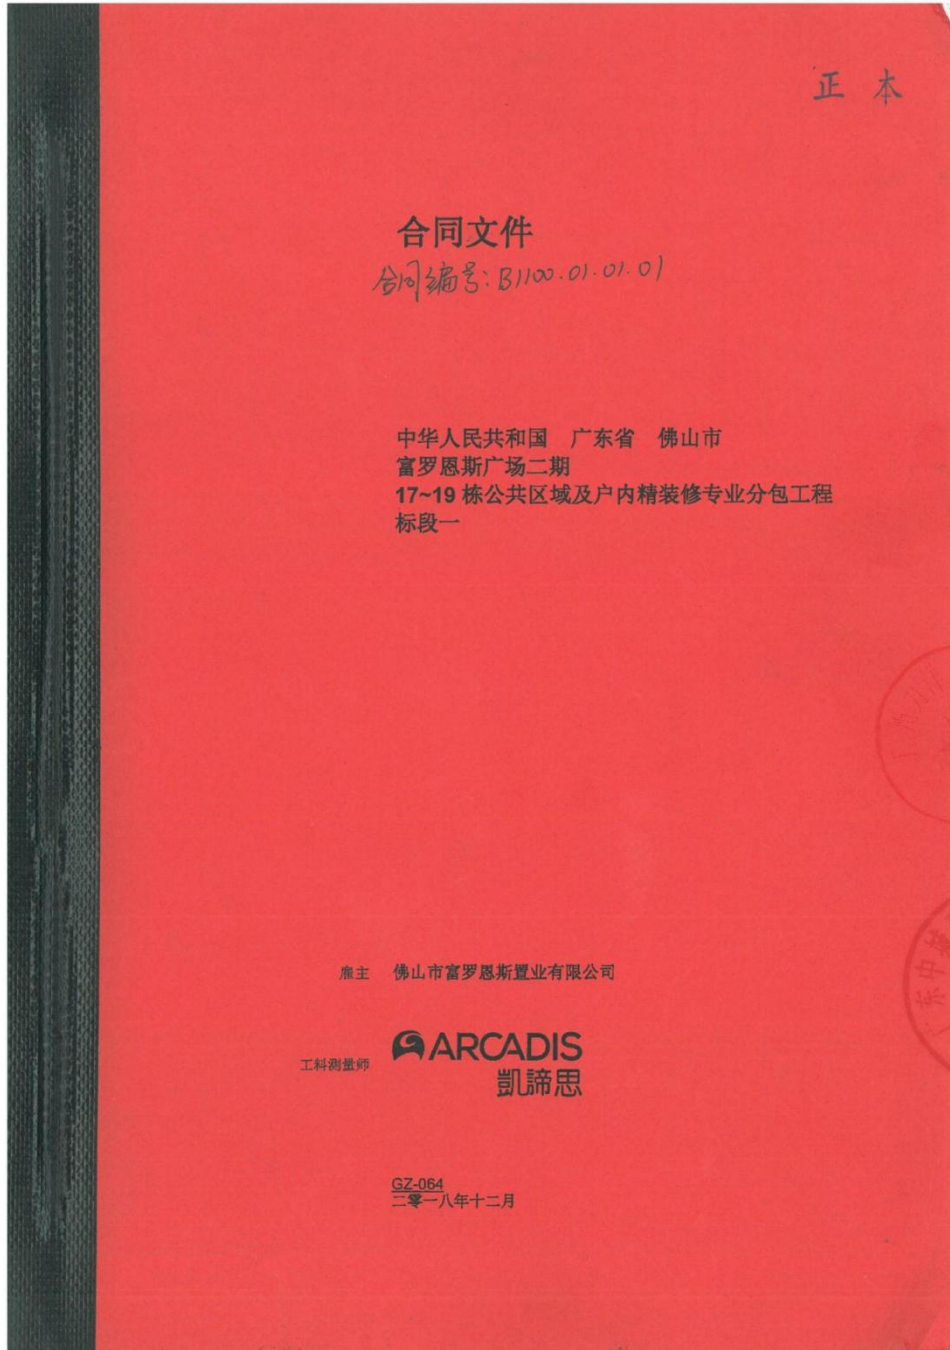 正 本
合同文件
合同编号:B1100.01.01.01
中华人民共和国 广东省 佛山市
富罗恩斯广场二期
17~19 栋公共区域及户内精装修专业分包工程
标段一
雇主 佛山市富罗恩斯置业有限公司
工料测量师 ARCADIS
凱諦思
GZ-064
二零一八年十二月